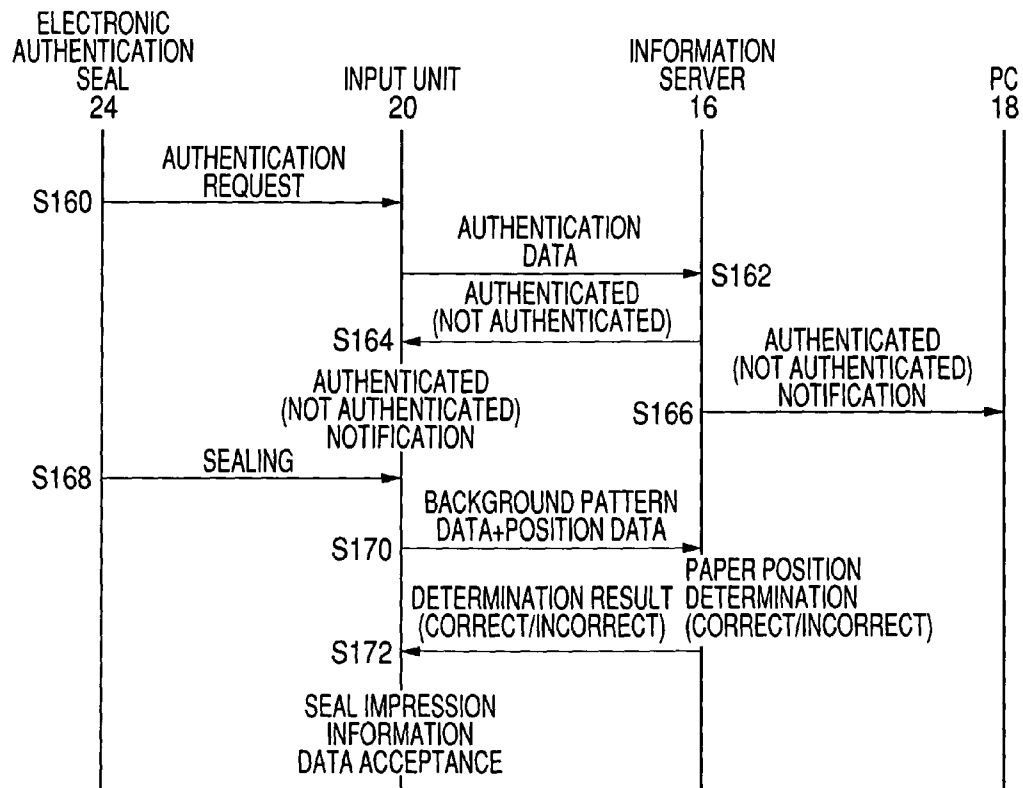 ELECTRONIC
AUTHENTICATION
SEAL
24
INPUT UNIT
20
INFORMATION
SERVER
16
PC
18
AUTHENTICATION
REQUEST
S160
AUTHENTICATION
DATA
S162
AUTHENTICATED
(NOT AUTHENTICATED)
S164
AUTHENTICATED
(NOT AUTHENTICATED)
NOTIFICATION
S166
AUTHENTICATED
(NOT AUTHENTICATED)
NOTIFICATION
S168
SEALING
BACKGROUND PATTERN
DATA+POSITION DATA
S170
PAPER POSITION
DETERMINATION
(CORRECT/INCORRECT)
DETERMINATION RESULT
(CORRECT/INCORRECT)
S172
SEAL IMPRESSION
INFORMATION
DATA ACCEPTANCE